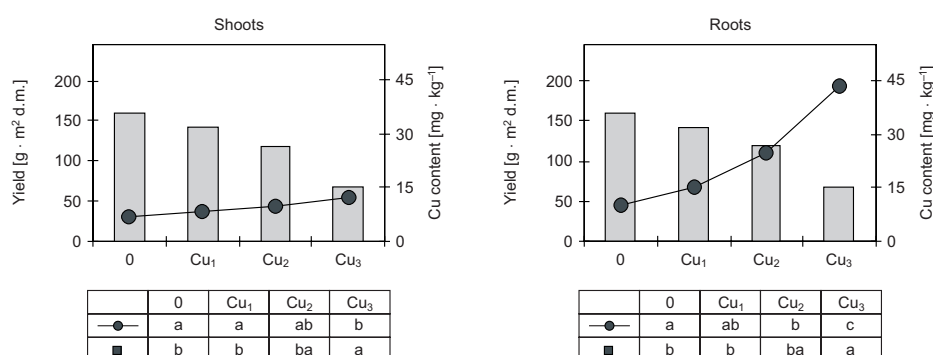 Shoots
Yield [g · m² d.m.]
200
150
100
50
0
45
30
15
0
Cu content [mg · kg⁻¹]
0 Cu₁ Cu₂ Cu₃
0 Cu₁ Cu₂ Cu₃
a a ab b
b b ba a
Roots
Yield [g · m² d.m.]
200
150
100
50
0
45
30
15
0
Cu content [mg · kg⁻¹]
0 Cu₁ Cu₂ Cu₃
0 Cu₁ Cu₂ Cu₃
a ab b c
b b ba a